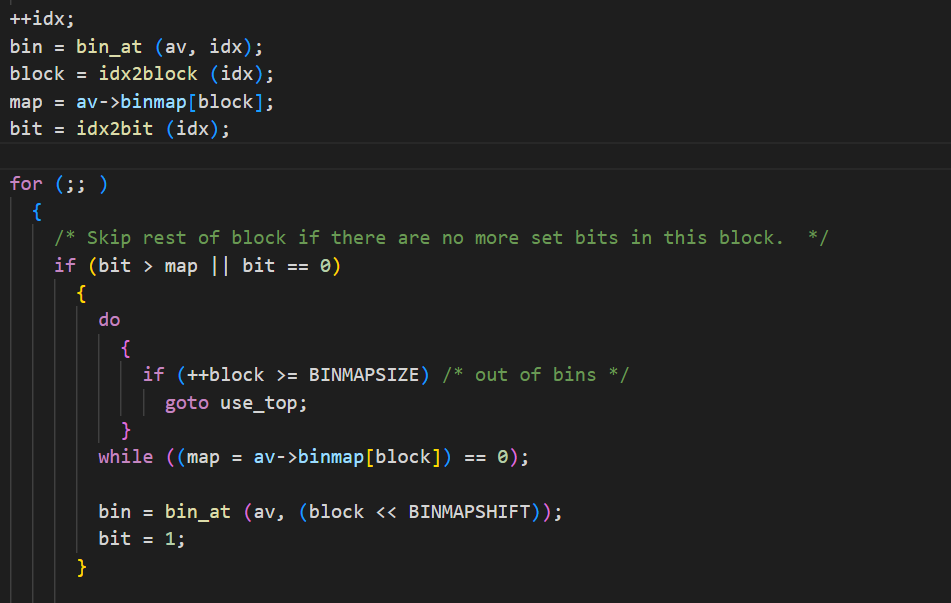 ++idx;
bin = bin_at (av, idx);
block = idx2block (idx);
map = av->binmap[block];
bit = idx2bit (idx);
for (;; )
{
/* Skip rest of block if there are no more set bits in this block.  */
if (bit > map || bit == 0)
{
do
{
if (++block >= BINMAPSIZE) /* out of bins */
goto use_top;
}
while ((map = av->binmap[block]) == 0);
bin = bin_at (av, (block << BINMAPSHIFT));
bit = 1;
}